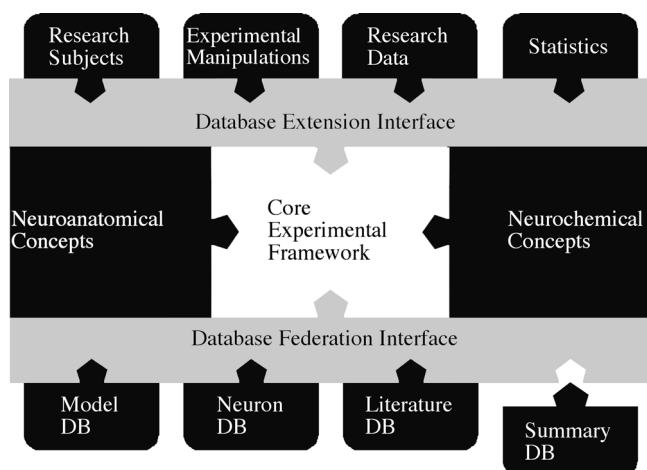 Research
Subjects
Experimental
Manipulations
Research
Data
Statistics
Database Extension Interface
Neuroanatomical
Concepts
Core
Experimental
Framework
Neurochemical
Concepts
Database Federation Interface
Model
DB
Neuron
DB
Literature
DB
Summary
DB